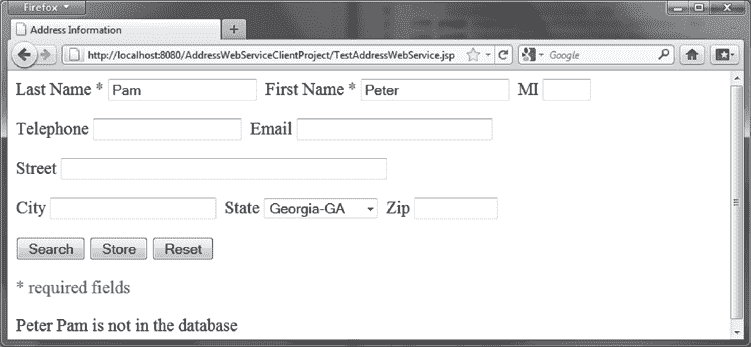 Firefox
Address Information
http://localhost:8080/AddressWebServiceClientProject/TestAddressWebService.jsp Google
Last Name * Pam First Name * Peter MI
Telephone Email
Street
City State Georgia-GA Zip
Search Store Reset
* required fields
Peter Pam is not in the database